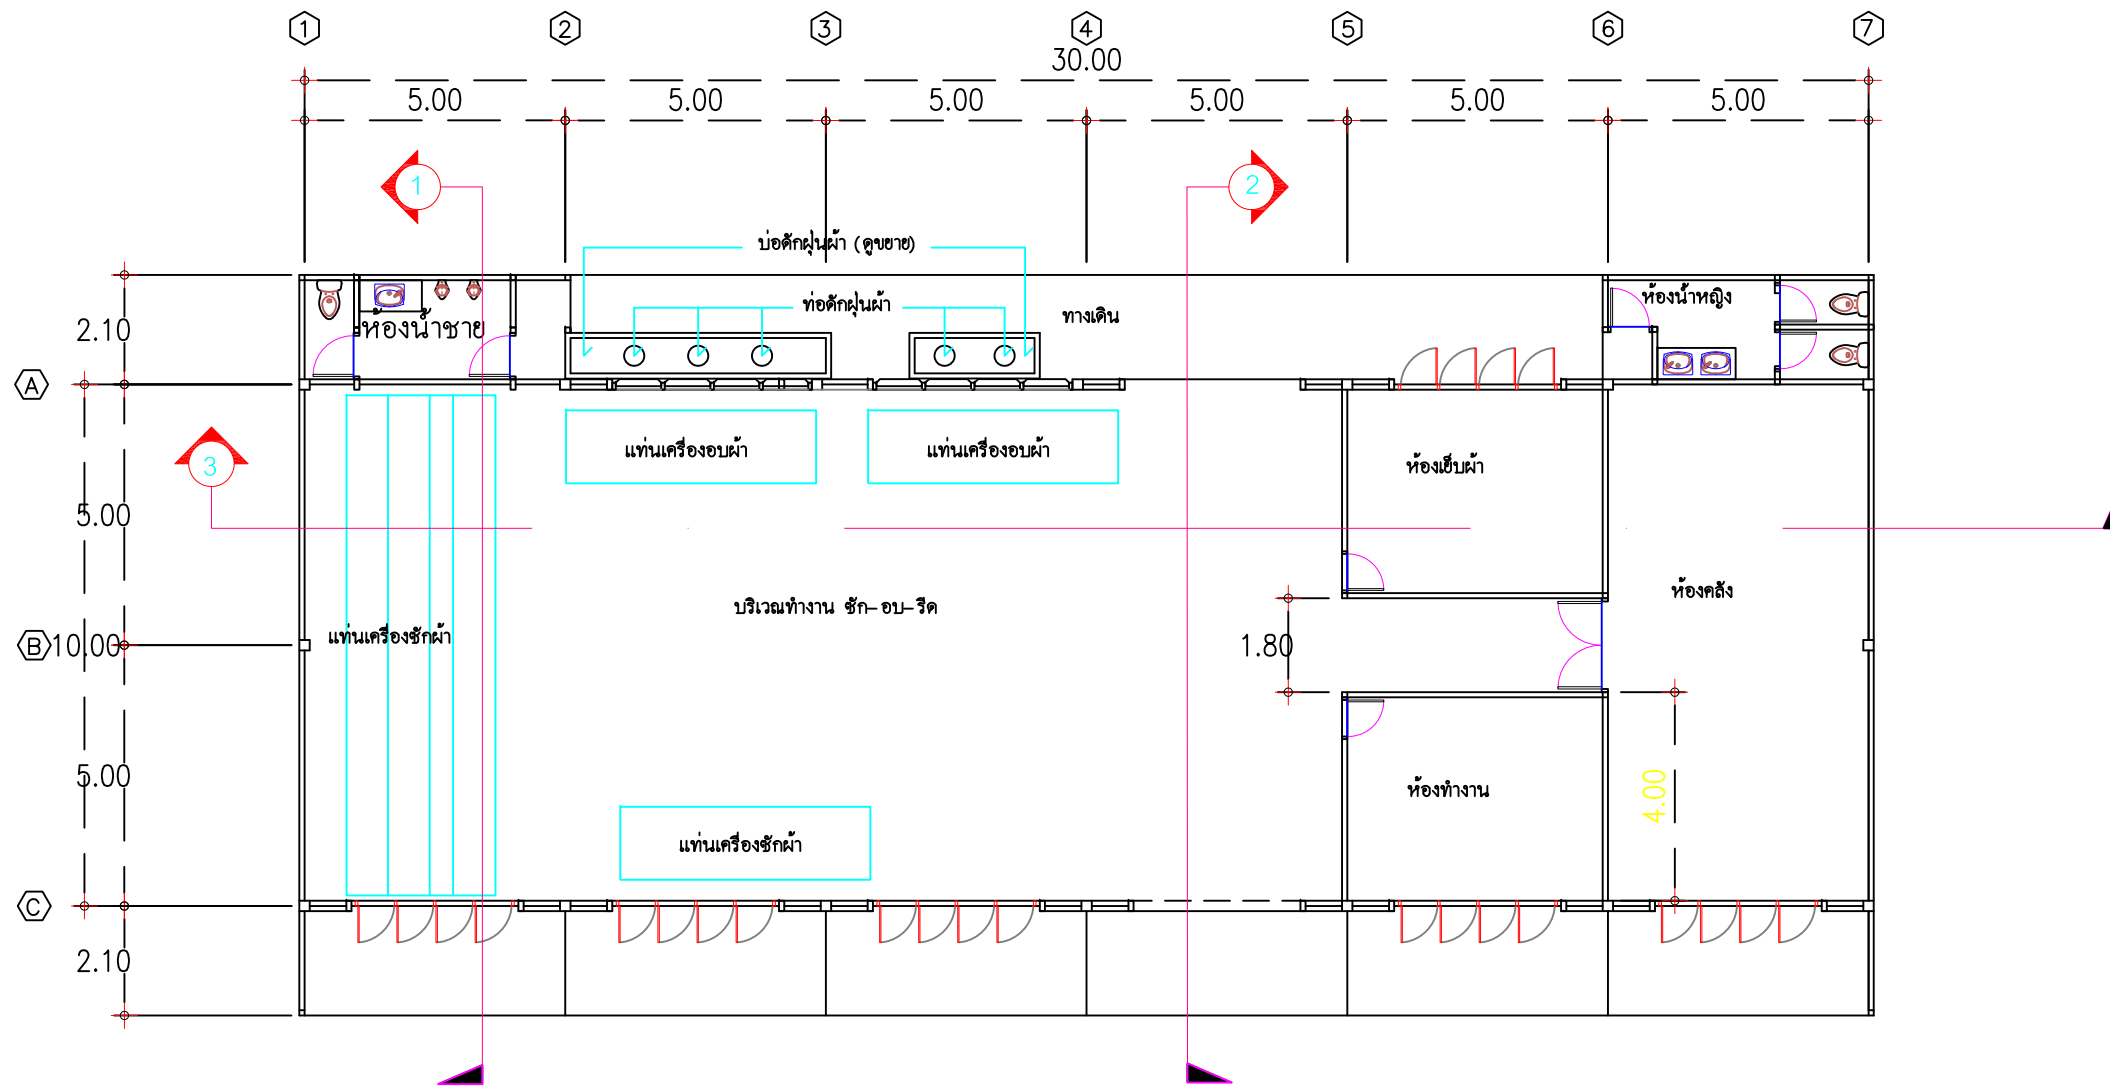 1 2 3 4 5 6 7
30.00
5.00 5.00 5.00 5.00 5.00 5.00
1 2
บ่อดักฝุ่นผ้า (ดูขยาย)
ห้องน้ำหญิง
ท่อดักฝุ่นผ้า
ทางเดิน
2.10
ห้องน้ำชาย
A
แท่นเครื่องอบผ้า แท่นเครื่องอบผ้า
3
ห้องเย็บผ้า
5.00
ห้องคลัง
บริเวณทำงาน ซัก-อบ-รีด
แท่นเครื่องซักผ้า
B 10.00
1.80
5.00
ห้องทำงาน
4.00
แท่นเครื่องซักผ้า
C
2.10